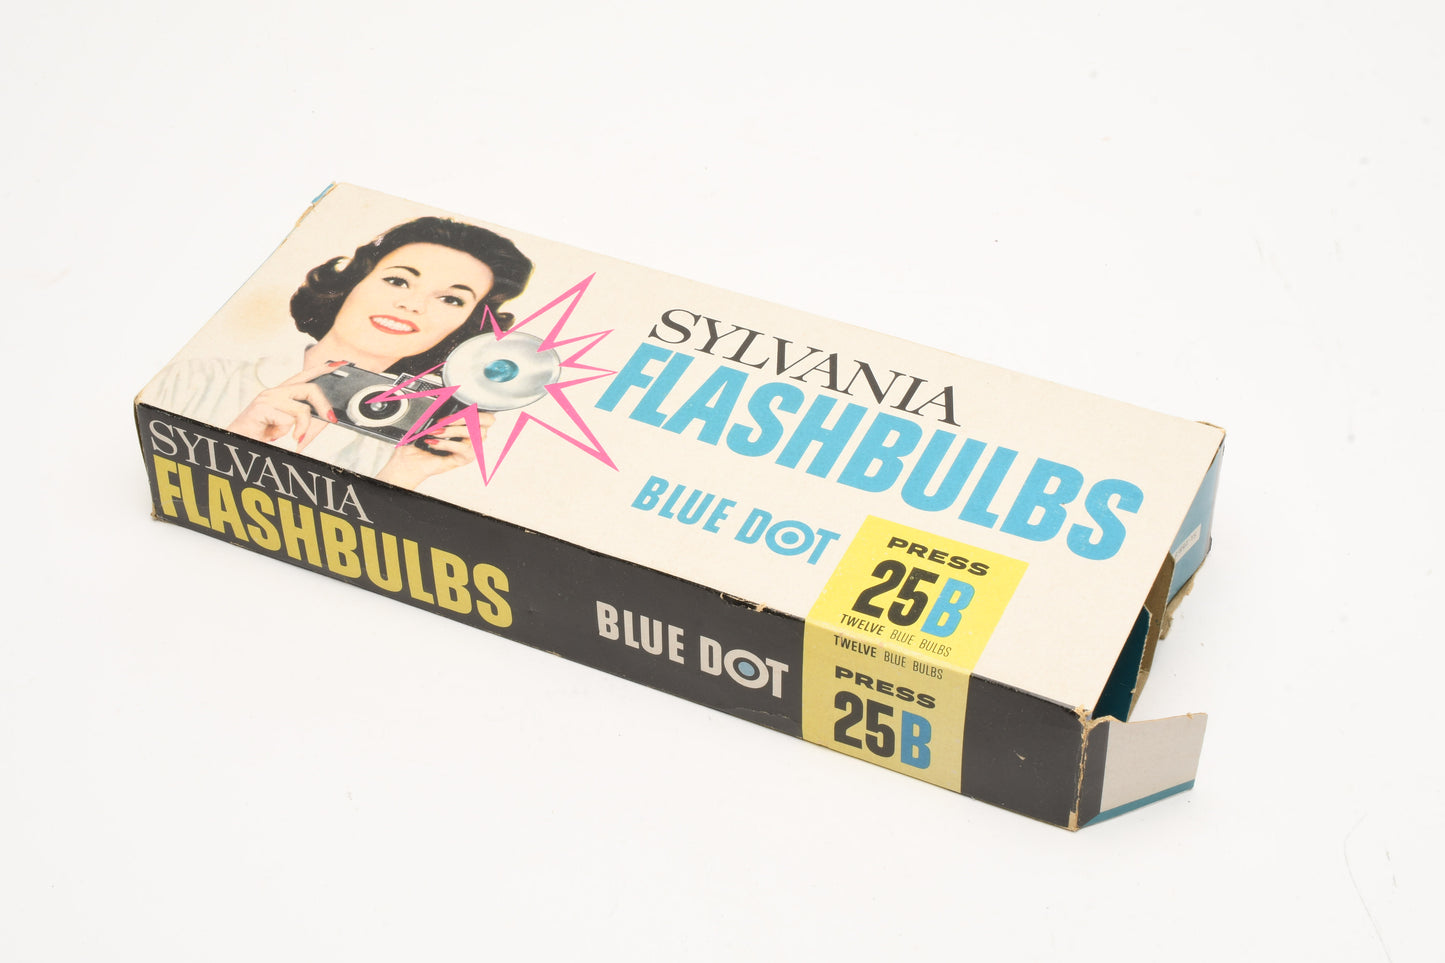 SYLVANIA
FLASHBULBS
BLUE DOT
PRESS
25B
TWELVE BLUE BULBS
SYLVANIA
FLASHBULBS
BLUE DOT
TWELVE BLUE BULBS
PRESS
25B